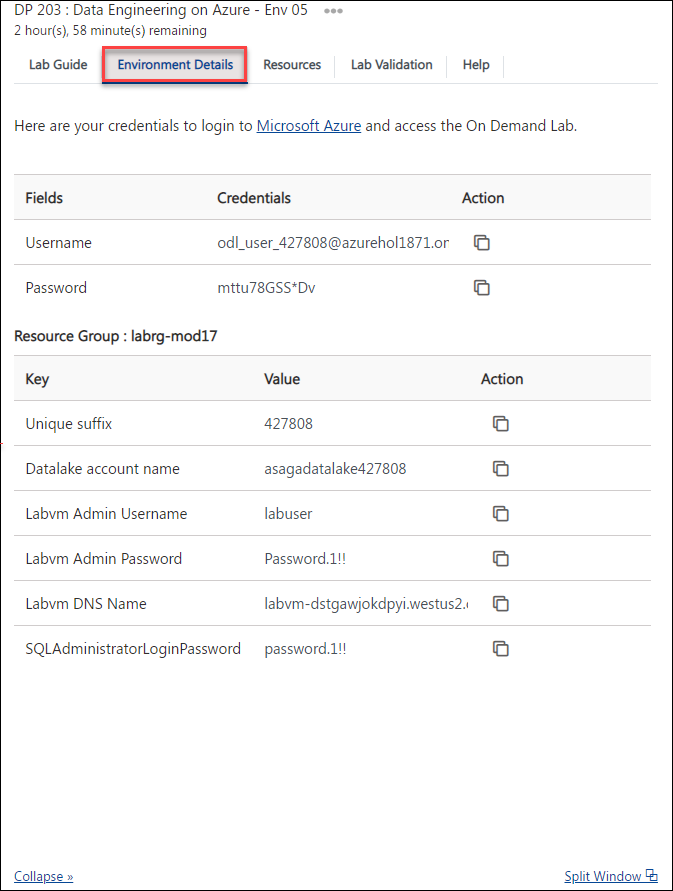 DP 203 : Data Engineering on Azure - Env 05 •••
2 hour(s), 58 minute(s) remaining
Lab Guide Environment Details Resources Lab Validation Help
Here are your credentials to login to Microsoft Azure and access the On Demand Lab.
Fields Credentials Action
Username odl_user_427808@azurehol1871.or
Password mttu78GSS*Dv
Resource Group : labrg-mod17
Key Value Action
Unique suffix 427808
Datalake account name asagadatalake427808
Labvm Admin Username labuser
Labvm Admin Password Password.1!!
Labvm DNS Name labvm-dstgawjokdpyi.westus2.c
SQLAdministratorLoginPassword password.1!!
Collapse » Split Window